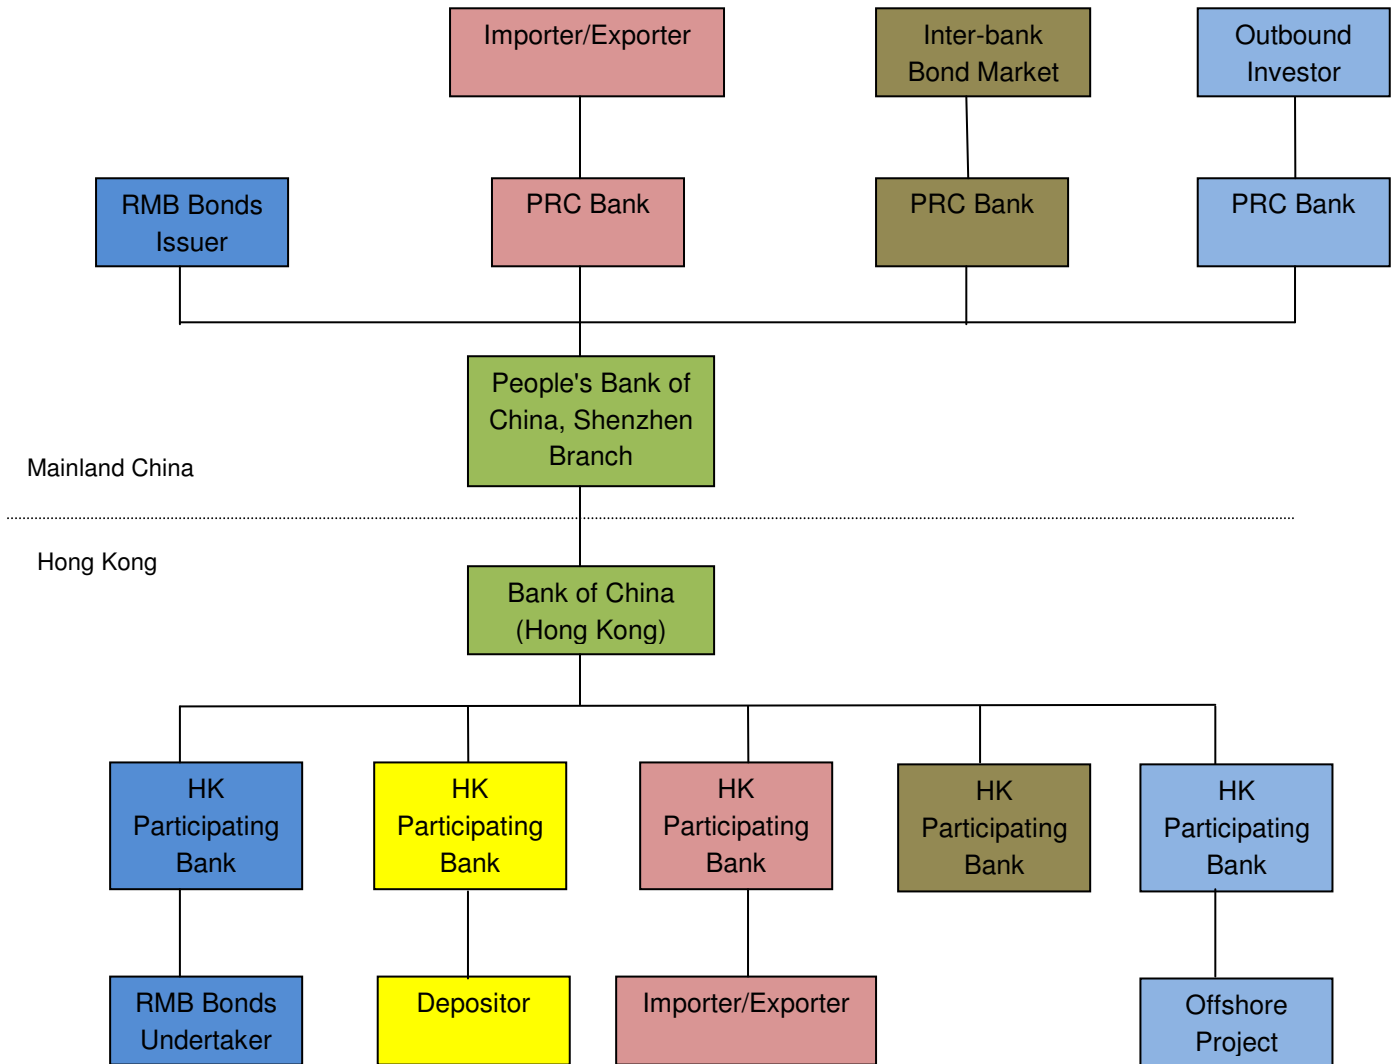 Importer/Exporter
Inter-bank
Bond Market
Outbound
Investor
RMB Bonds
Issuer
PRC Bank
PRC Bank
PRC Bank
People's Bank of
China, Shenzhen
Branch
Mainland China
Hong Kong
Bank of China
(Hong Kong)
HK
Participating
Bank
HK
Participating
Bank
HK
Participating
Bank
HK
Participating
Bank
HK
Participating
Bank
RMB Bonds
Undertaker
Depositor
Importer/Exporter
Offshore
Project